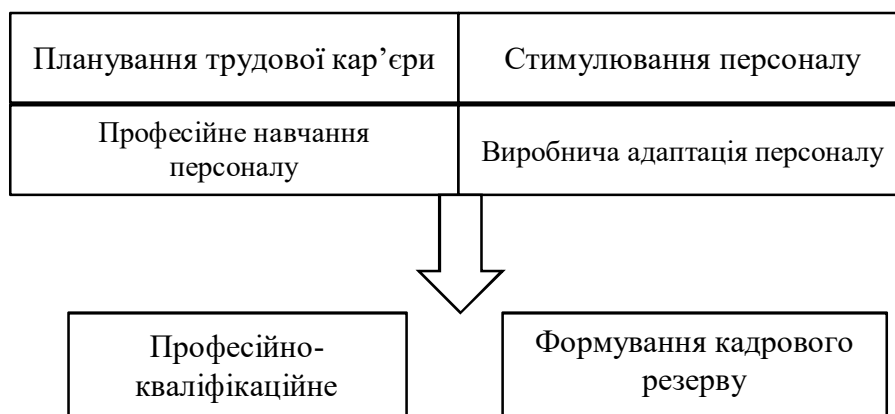 Планування трудової кар’єри
Стимулювання персоналу
Професійне навчання
персоналу
Виробнича адаптація персоналу
Професійно-
кваліфікаційне
Формування кадрового
резерву